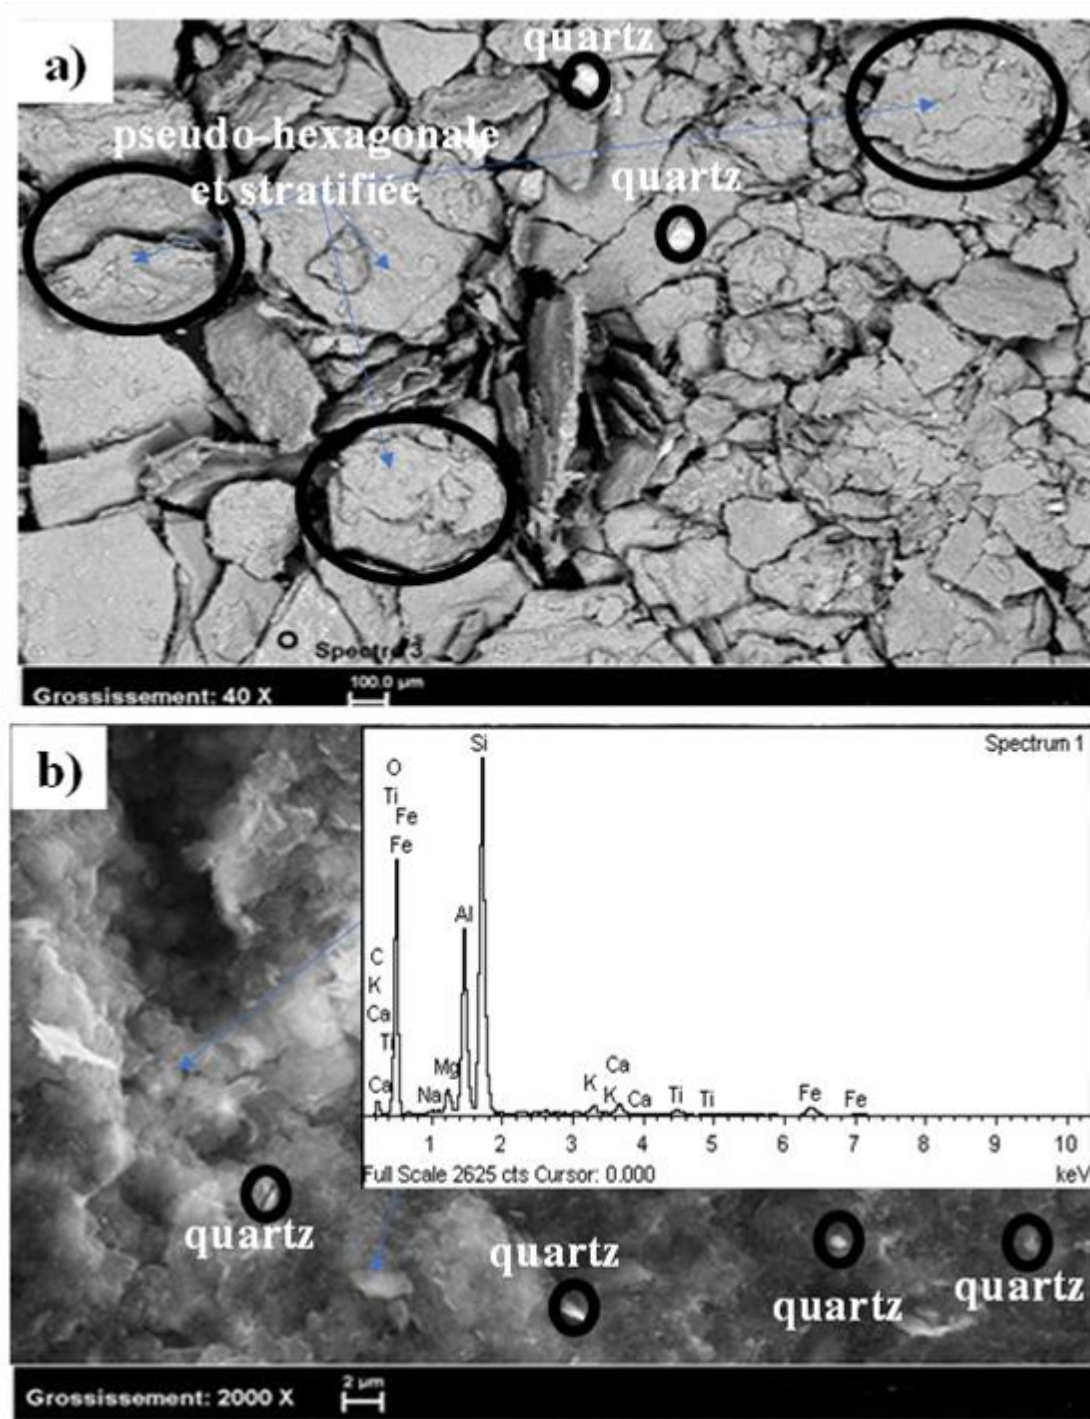 a)
quartz
pseudo-hexagonale
et stratifiée
quartz
Spectre 3
Grossissement: 40 X
100.0 µm
b)
Spectrum 1
Si
O
Ti
Fe
Fe
Al
C
K
Ca
Ti
Ca
Na
Mg
K
Ca
K
Ca
Ti
Ti
Fe
Fe
1 2 3 4 5 6 7 8 9 10
Full Scale 2625 cts Cursor: 0.000
keV
quartz
quartz
quartz
quartz
Grossissement: 2000 X
2 µm